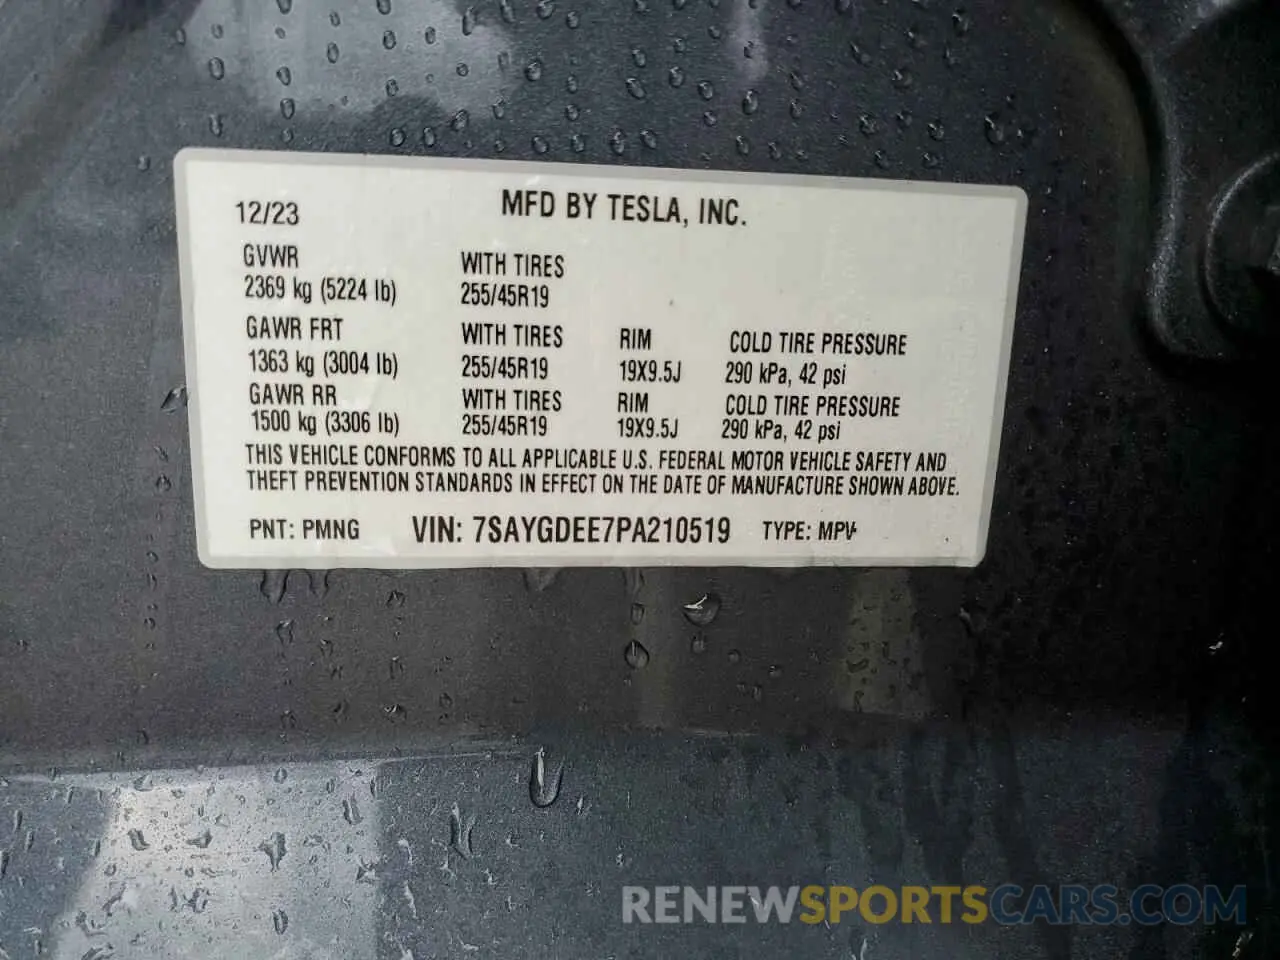 12/23 MFD BY TESLA, INC.
GVWR WITH TIRES
2369 kg (5224 lb) 255/45R19
GAWR FRT WITH TIRES RIM COLD TIRE PRESSURE
1363 kg (3004 lb) 255/45R19 19X9.5J 290 kPa, 42 psi
GAWR RR WITH TIRES RIM COLD TIRE PRESSURE
1500 kg (3306 lb) 255/45R19 19X9.5J 290 kPa, 42 psi
THIS VEHICLE CONFORMS TO ALL APPLICABLE U.S. FEDERAL MOTOR VEHICLE SAFETY AND
THEFT PREVENTION STANDARDS IN EFFECT ON THE DATE OF MANUFACTURE SHOWN ABOVE.
PNT: PMNG VIN: 7SAYGDEE7PA210519 TYPE: MPV
RENEWSPORTSCARS.COM